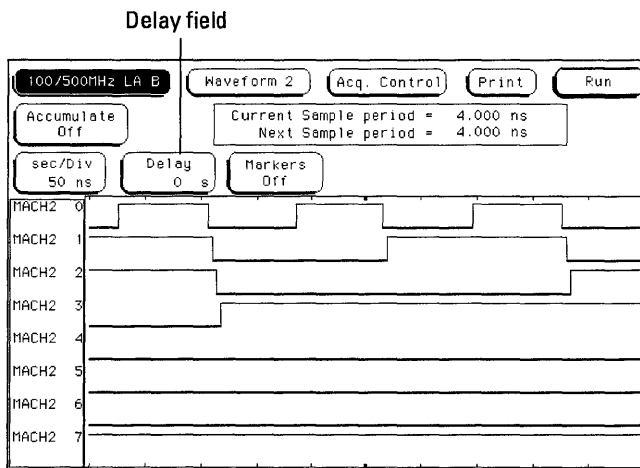 Delay field
100/500MHz LA B Waveform 2 Acq. Control Print Run
Accumulate
Off
Current Sample period = 4.000 ns
Next Sample period = 4.000 ns
sec/Div
50 ns
Delay
0 s
Markers
Off
MACH2 0
MACH2 1
MACH2 2
MACH2 3
MACH2 4
MACH2 5
MACH2 6
MACH2 7